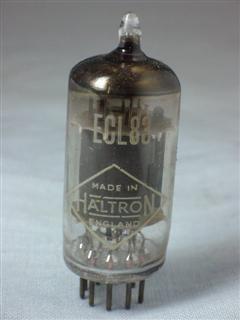 ECL83
MADE IN
HALTRON
ENGLAND